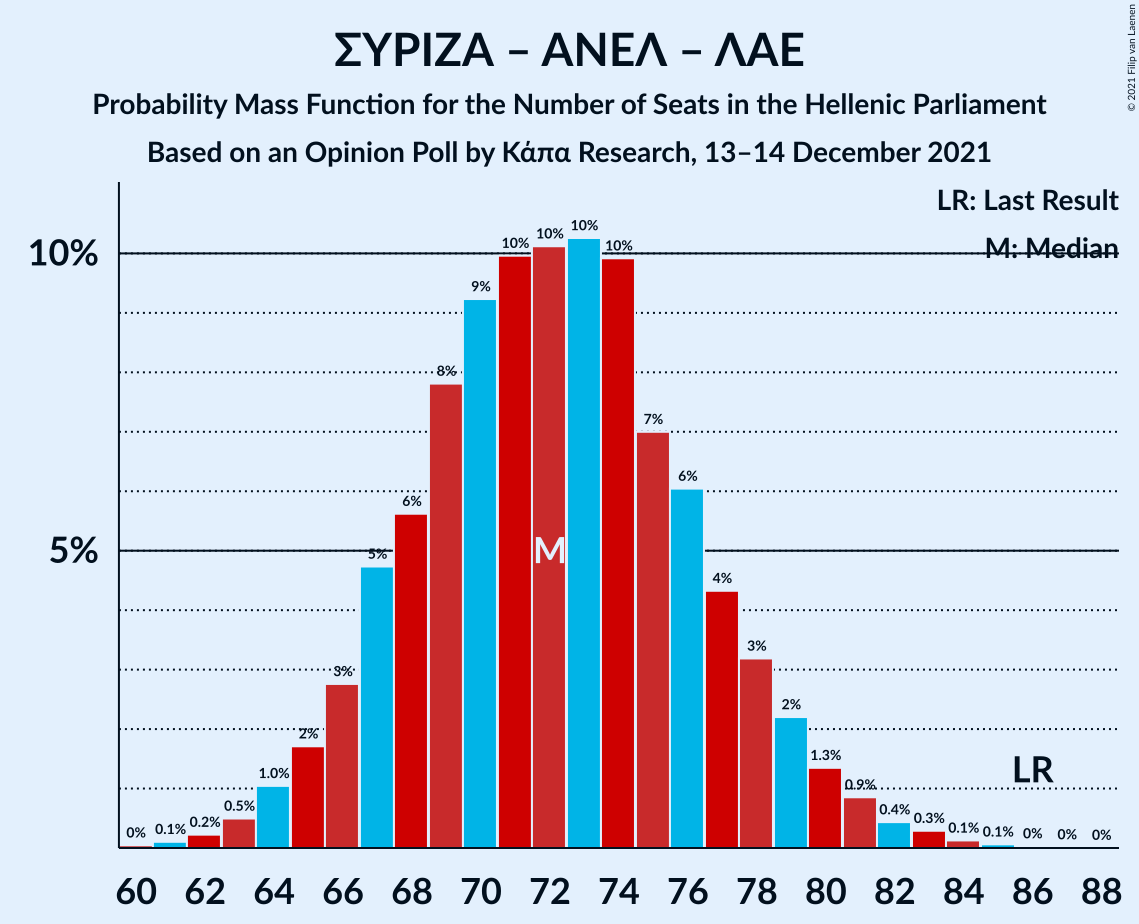 ΣΥΡΙΖΑ – ΑΝΕΛ – ΛΑΕ
Probability Mass Function for the Number of Seats in the Hellenic Parliament
Based on an Opinion Poll by Κάπα Research, 13–14 December 2021
© 2021 Filip van Laenen
LR: Last Result
M: Median
10%
5%
0% 0.1% 0.2% 0.5% 1.0% 2% 3% 5% 6% 8% 9% 10% 10% 10% 10% 7% 6% 4% 3% 2% 1.3% 0.9% 0.4% 0.3% 0.1% 0.1% 0% 0% 0%
M
LR
60 62 64 66 68 70 72 74 76 78 80 82 84 86 88